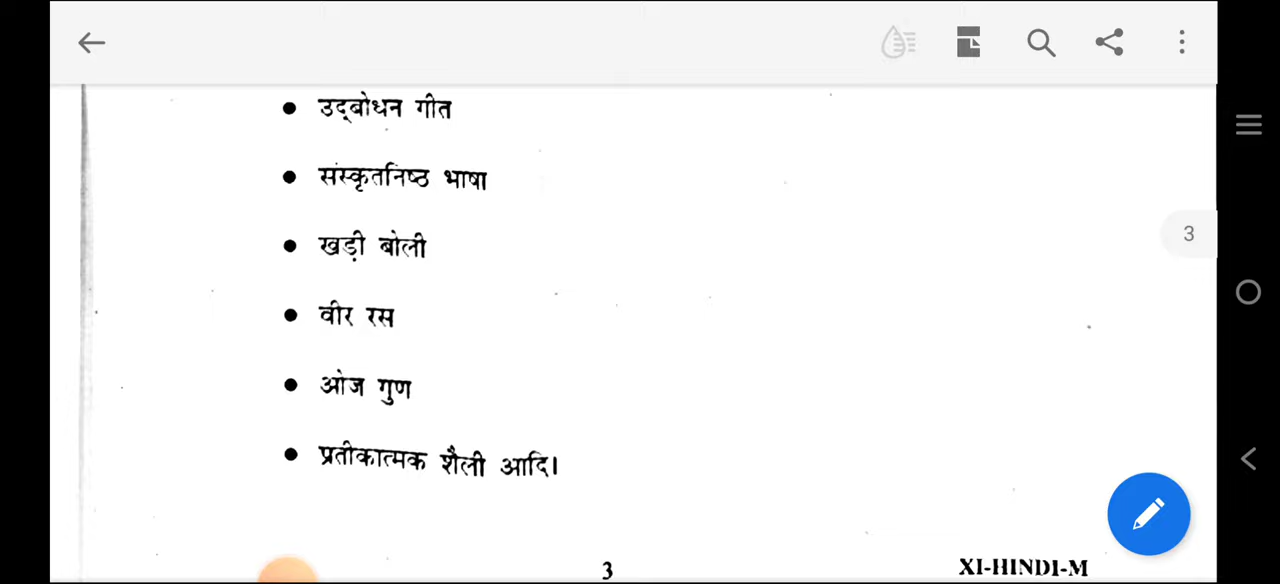 • उद्‌बोधन गीत
• संस्कृतनिष्ठ भाषा
• खड़ी बोली
3
• वीर रस
• ओज गुण
• प्रतीकात्मक शैली आदि।
3
XI-HINDI-M